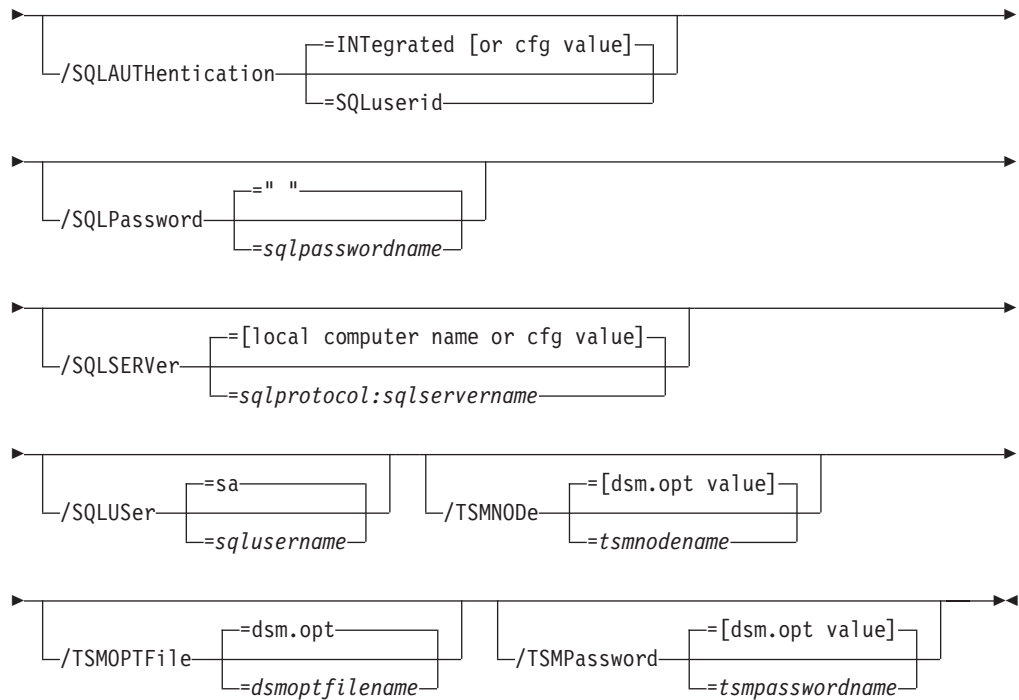 =INTegrated [or cfg value]
/SQLAUTHentication
=SQLuserid
=" "
/SQLPassword
=sqlpasswordname
=[local computer name or cfg value]
/SQLSERVer
=sqlprotocol:sqlservername
=sa =[dsm.opt value]
/SQLUSer /TSMNODe
=sqlusername =tsmnodename
=dsm.opt =[dsm.opt value]
/TSMOPTFile /TSMPassword
=dsmoptfilename =tsmpasswordname